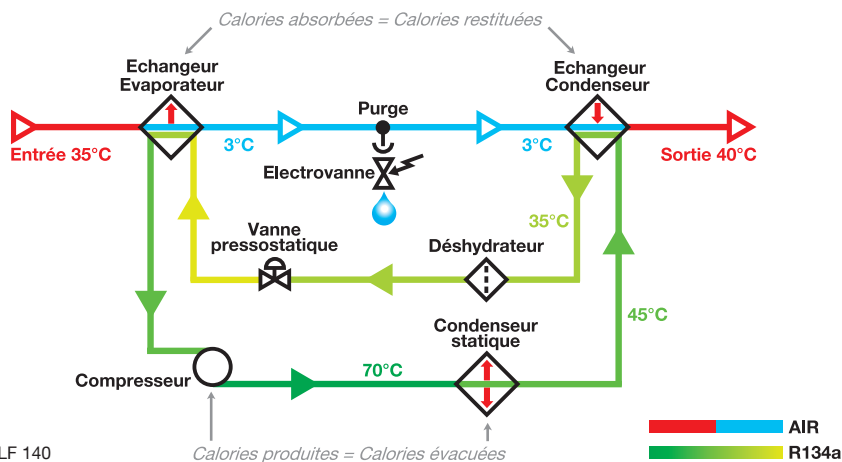 Calories absorbées = Calories restituées
Echangeur
Evaporateur
Echangeur
Condenseur
Purge
Entrée 35°C
3°C
Electrovanne
3°C
Sortie 40°C
Vanne
pressostatique
Déshydrateur
35°C
Condenseur
statique
45°C
Compresseur
70°C
AIR
LF 140
Calories produites = Calories évacuées
R134a